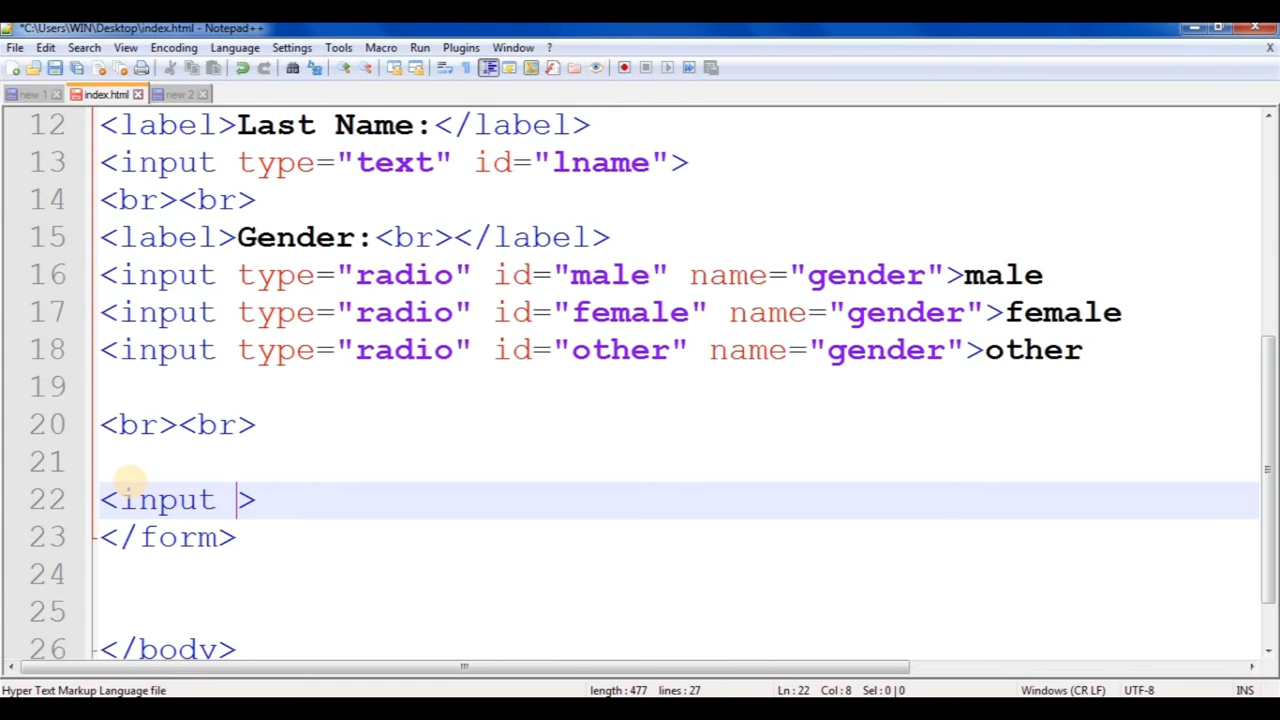 *C:\Users\WIN\Desktop\index.html - Notepad++
File Edit Search View Encoding Language Settings Tools Macro Run Plugins Window ? X
new 1 index.html new 2
12 <label>Last Name:</label>
13 <input type="text" id="lname">
14 <br><br>
15 <label>Gender:<br></label>
16 <input type="radio" id="male" name="gender">male
17 <input type="radio" id="female" name="gender">female
18 <input type="radio" id="other" name="gender">other
19
20 <br><br>
21
22 <input >
23 </form>
24
25
26 </body>
Hyper Text Markup Language file length : 477 lines : 27 Ln : 22 Col : 8 Sel : 0 | 0 Windows (CR LF) UTF-8 INS